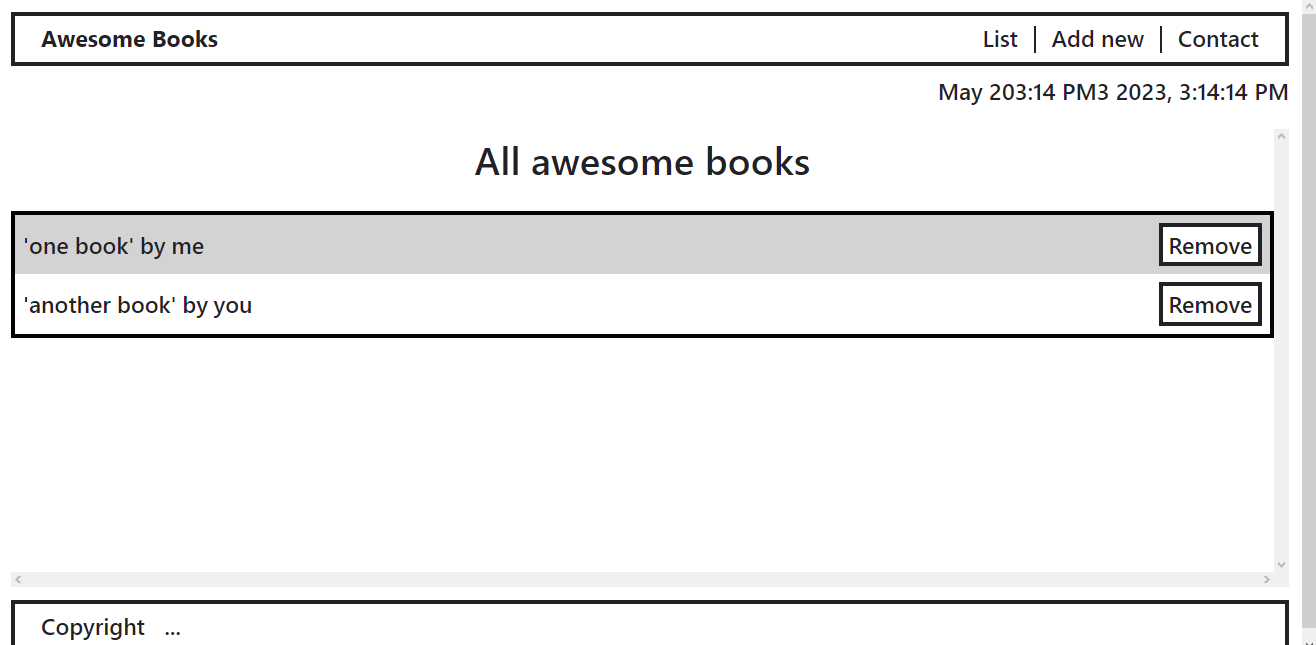 Awesome Books List Add new Contact
May 203:14 PM3 2023, 3:14:14 PM
All awesome books
'one book' by me Remove
'another book' by you Remove
Copyright ...